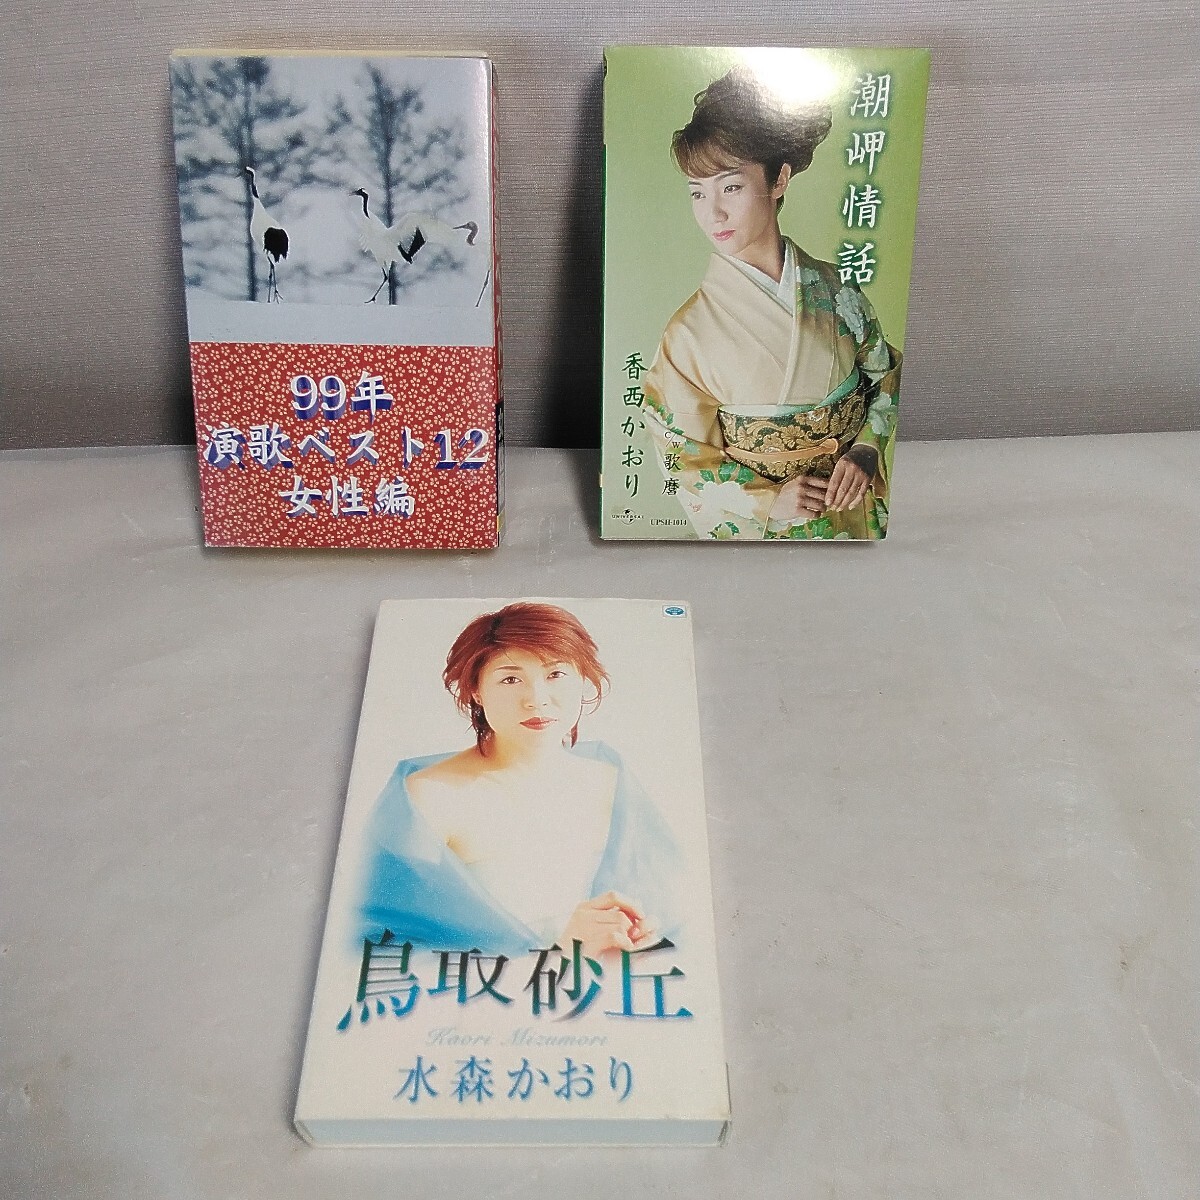 99年
演歌ベスト12
女性編
潮岬情話
香西かおり
c/w 歌麿
UNIVERSAL
UPSH-1014
鳥取砂丘
Kaori Mizumori
水森かおり